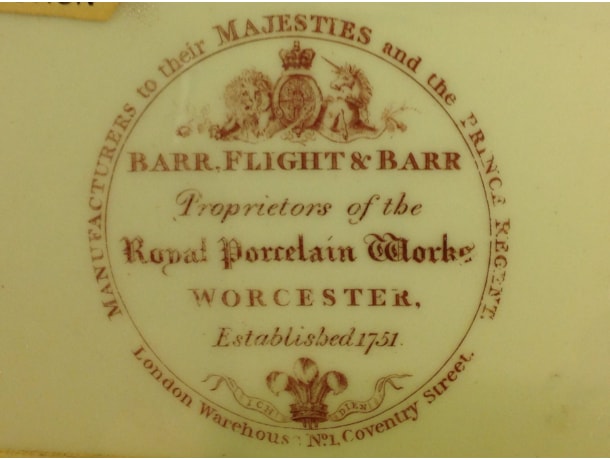 MANUFACTURERS to their MAJESTIES and the PRINCE REGENT.
BARR, FLIGHT & BARR
Proprietors of the
Royal Porcelain Works
WORCESTER,
Established 1751.
ICH DIEN
London Warehouse No. 1, Coventry Street.